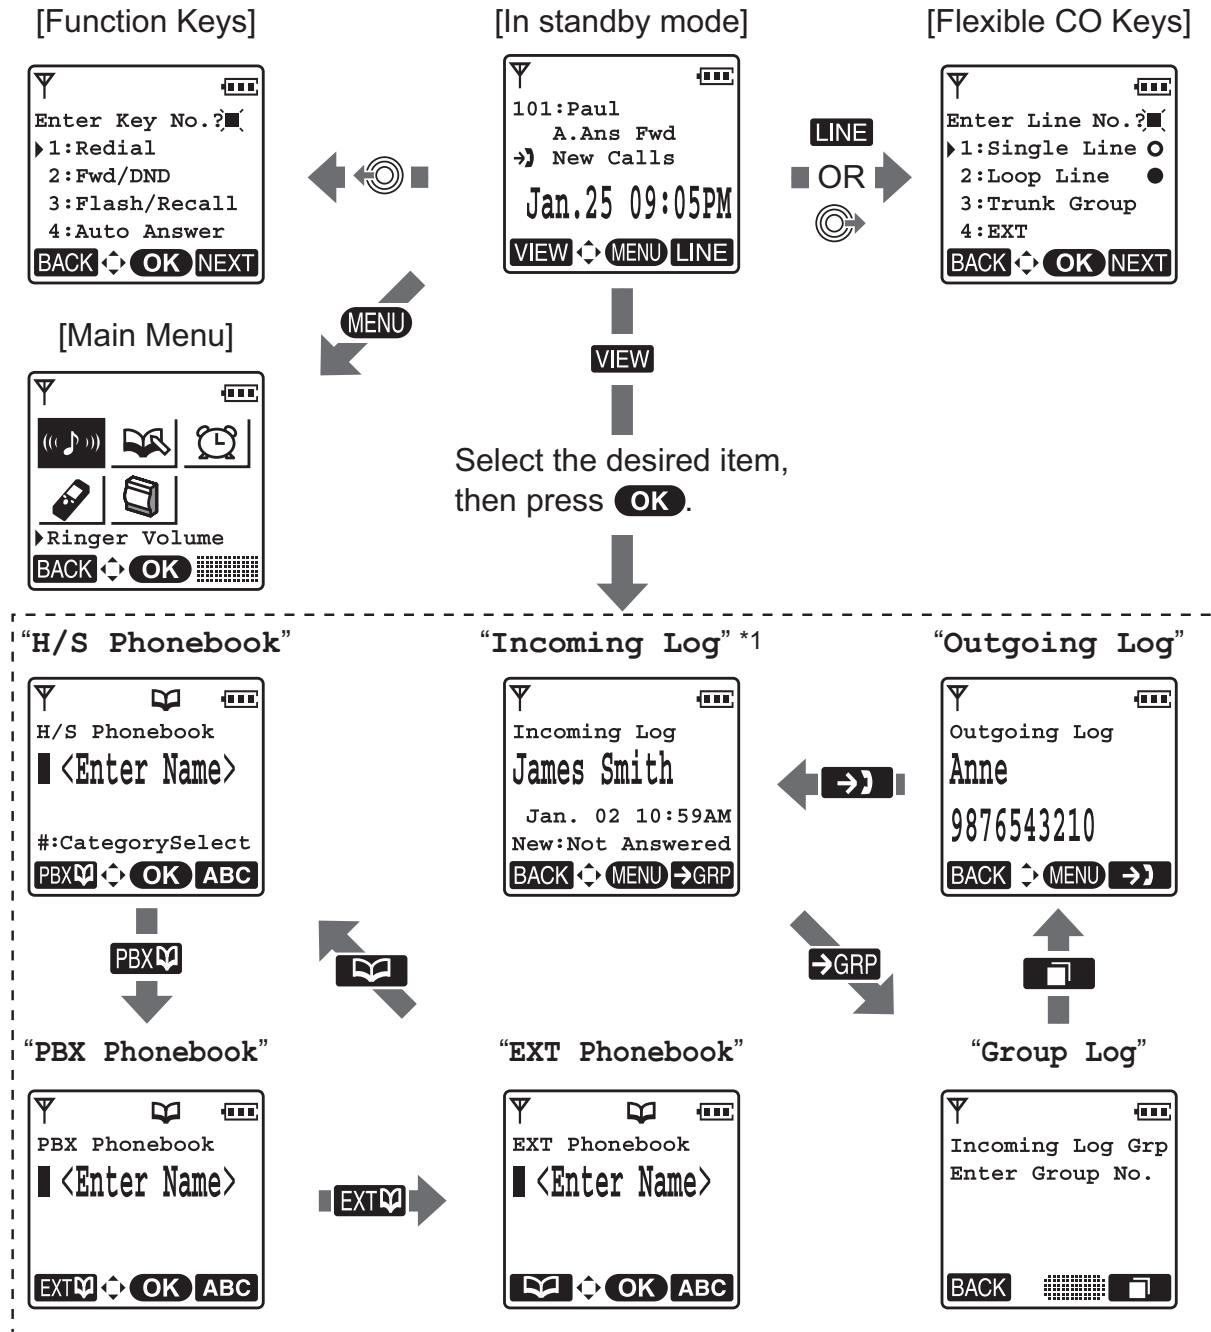 [Function Keys]
[In standby mode]
[Flexible CO Keys]
Enter Key No.?
1:Redial
2:Fwd/DND
3:Flash/Recall
4:Auto Answer
BACK OK NEXT
101:Paul
A.Ans Fwd
New Calls
Jan.25 09:05PM
VIEW MENU LINE
LINE
OR
Enter Line No.?
1:Single Line
2:Loop Line
3:Trunk Group
4:EXT
BACK OK NEXT
MENU
[Main Menu]
Ringer Volume
BACK OK
VIEW
Select the desired item,
then press OK.
“H/S Phonebook”
“Incoming Log” *1
“Outgoing Log”
H/S Phonebook
<Enter Name>
#:CategorySelect
PBX OK ABC
Incoming Log
James Smith
Jan. 02 10:59AM
New:Not Answered
BACK MENU →GRP
Outgoing Log
Anne
9876543210
BACK MENU
PBX
→GRP
“PBX Phonebook”
“EXT Phonebook”
“Group Log”
PBX Phonebook
<Enter Name>
EXT OK ABC
EXT
EXT Phonebook
<Enter Name>
OK ABC
Incoming Log Grp
Enter Group No.
BACK